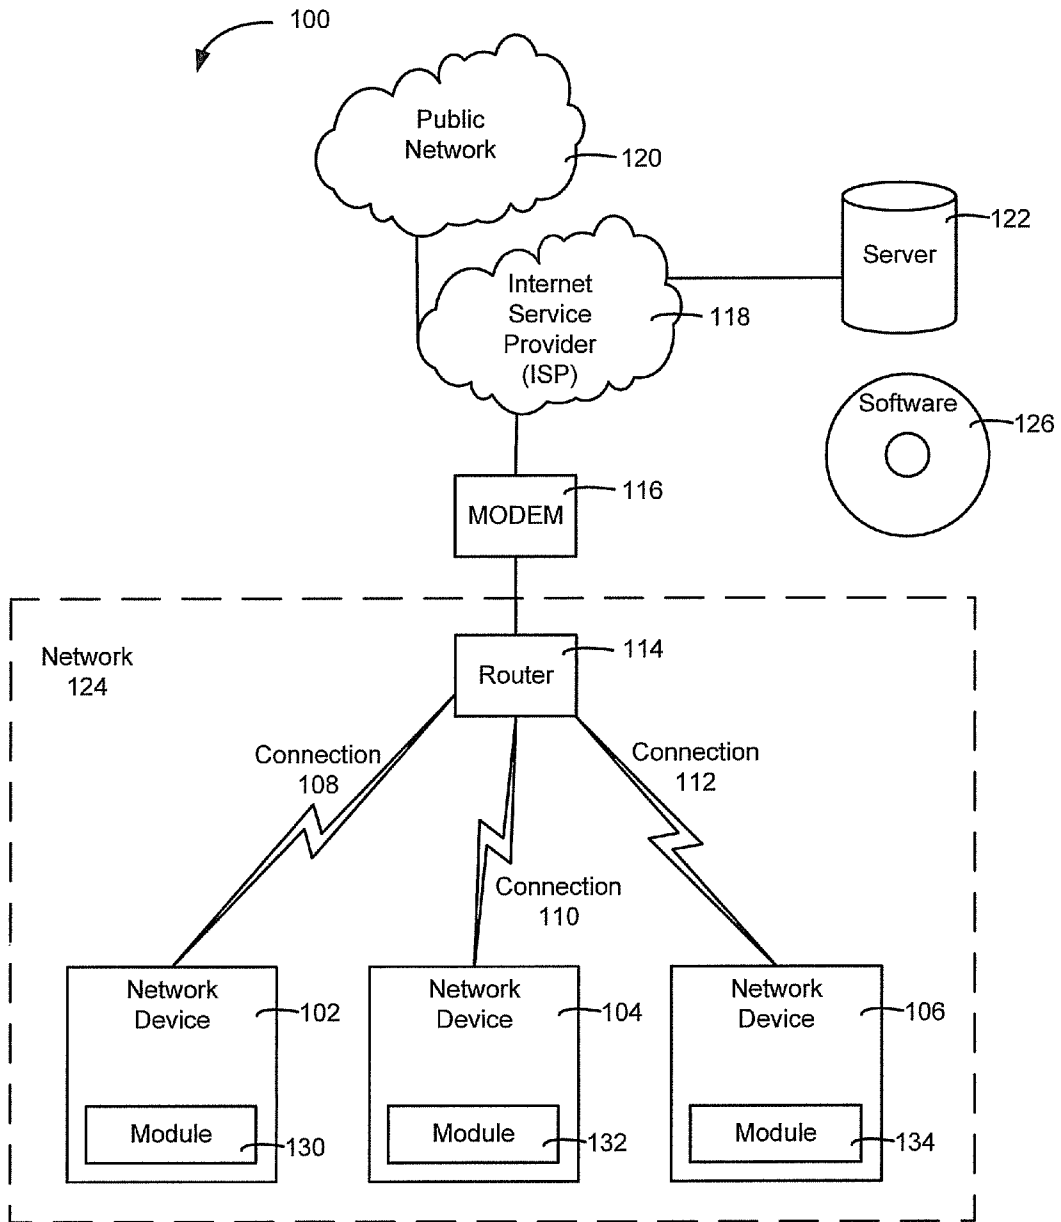 100
Public
Network
120
122
Server
Internet
Service
Provider
(ISP)
118
Software
126
116
MODEM
Network
124
114
Router
Connection
108
Connection
112
Connection
110
Network
Device
102
Network
Device
104
Network
Device
106
Module
130
Module
132
Module
134